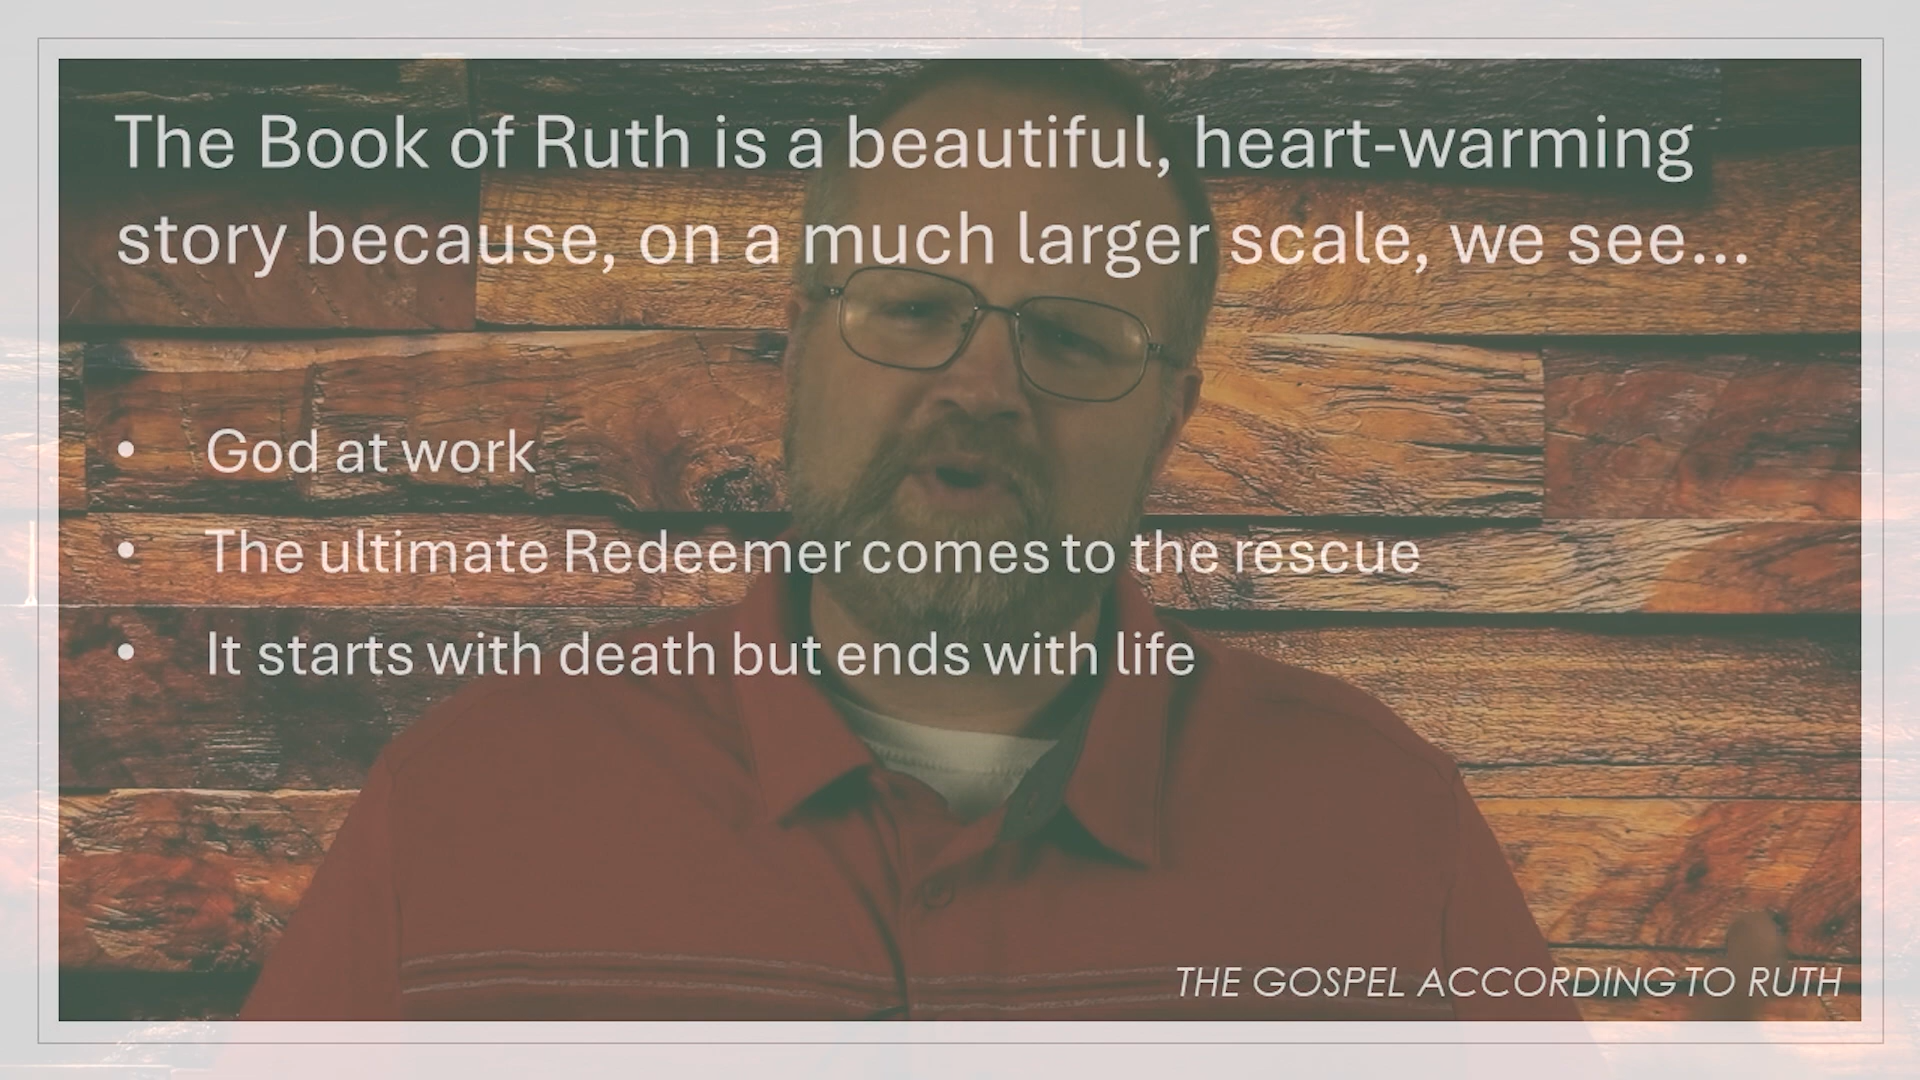 The Book of Ruth is a beautiful, heart-warming
story because, on a much larger scale, we see...
• God at work
• The ultimate Redeemer comes to the rescue
• It starts with death but ends with life
THE GOSPEL ACCORDING TO RUTH